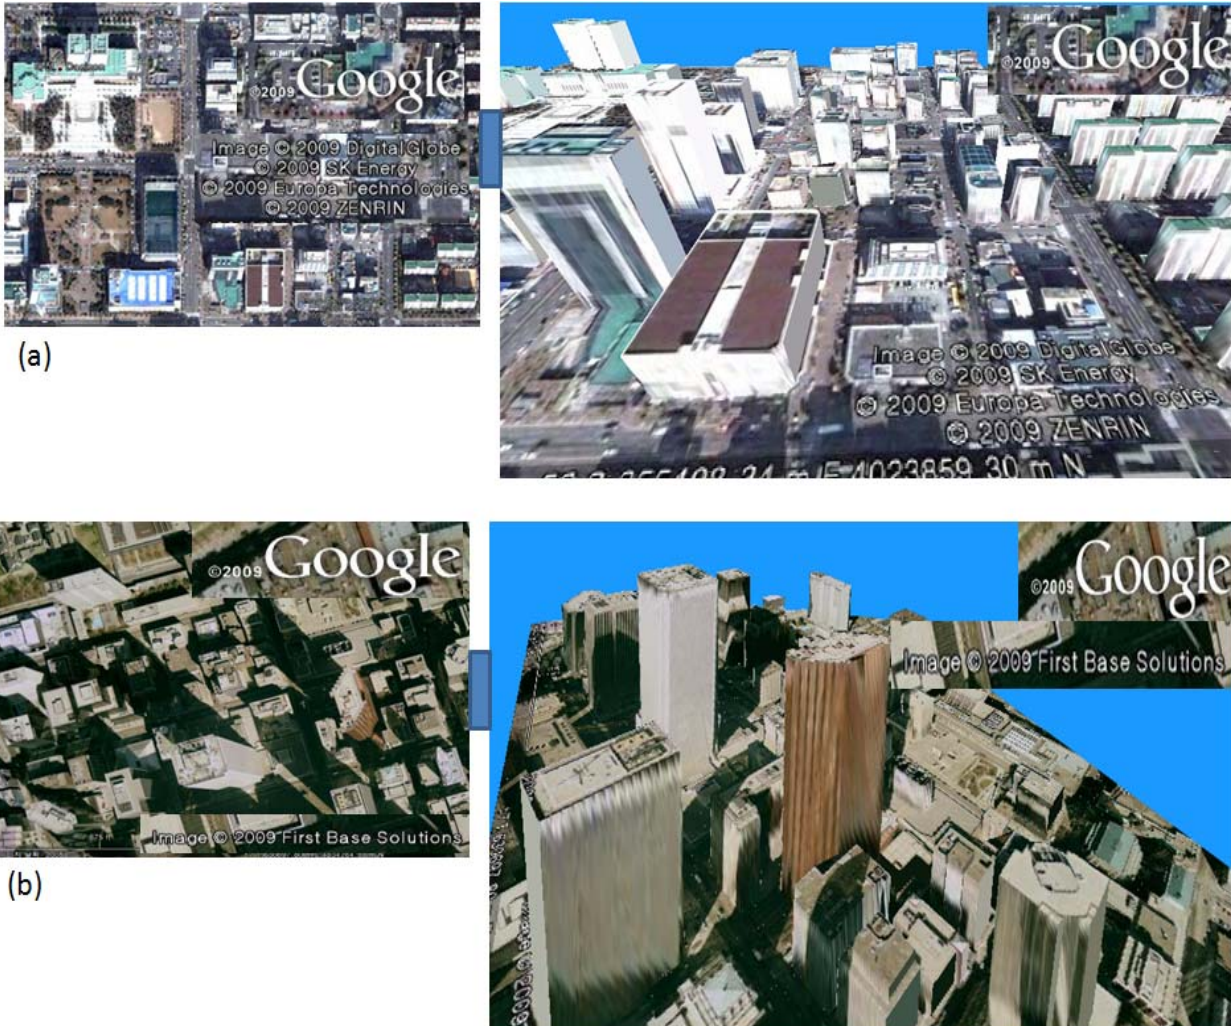 ©2009 Google
Image © 2009 DigitalGlobe
© 2009 SK Energy
© 2009 Europa Technologies
© 2009 ZENRIN
©2009 Google
Image © 2009 DigitalGlobe
© 2009 SK Energy
© 2009 Europa Technologies
© 2009 ZENRIN
4023859.30 m N
(a)
©2009 Google
Image © 2009 First Base Solutions
©2009 Google
Image © 2009 First Base Solutions
(b)